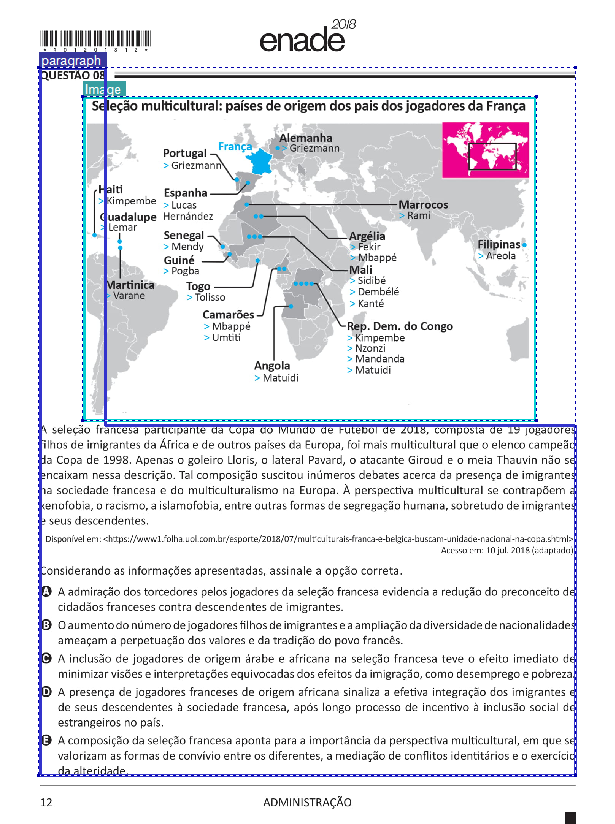 enade2018
*R0120181 2*
paragraph
QUESTÃO 08
Image
Seleção multicultural: países de origem dos pais dos jogadores da França
França
Alemanha
> Griezmann
Portugal
> Griezmann
Haiti
> Kimpembe
Espanha
> Lucas
Hernández
Marrocos
> Rami
Guadalupe
> Lemar
Senegal
> Mendy
Argélia
> Fekir
> Mbappé
Filipinas
> Areola
Guiné
> Pogba
Mali
> Sidibé
> Dembélé
> Kanté
Martinica
> Varane
Togo
> Tolisso
Camarões
> Mbappé
> Umtiti
Rep. Dem. do Congo
> Kimpembe
> Nzonzi
> Mandanda
> Matuidi
Angola
> Matuidi
A seleção francesa participante da Copa do Mundo de Futebol de 2018, composta de 19 jogadores
filhos de imigrantes da África e de outros países da Europa, foi mais multicultural que o elenco campeão
da Copa de 1998. Apenas o goleiro Lloris, o lateral Pavard, o atacante Giroud e o meia Thauvin não se
encaixam nessa descrição. Tal composição suscitou inúmeros debates acerca da presença de imigrantes
na sociedade francesa e do multiculturalismo na Europa. À perspectiva multicultural se contrapõem a
xenofobia, o racismo, a islamofobia, entre outras formas de segregação humana, sobretudo de imigrantes
e seus descendentes.
Disponível em: <https://www1.folha.uol.com.br/esporte/2018/07/multiculturais-franca-e-belgica-buscam-unidade-nacional-na-copa.shtml>.
Acesso em: 10 jul. 2018 (adaptado).
Considerando as informações apresentadas, assinale a opção correta.
A A admiração dos torcedores pelos jogadores da seleção francesa evidencia a redução do preconceito de
cidadãos franceses contra descendentes de imigrantes.
B O aumento do número de jogadores filhos de imigrantes e a ampliação da diversidade de nacionalidades
ameaçam a perpetuação dos valores e da tradição do povo francês.
C A inclusão de jogadores de origem árabe e africana na seleção francesa teve o efeito imediato de
minimizar visões e interpretações equivocadas dos efeitos da imigração, como desemprego e pobreza.
D A presença de jogadores franceses de origem africana sinaliza a efetiva integração dos imigrantes e
de seus descendentes à sociedade francesa, após longo processo de incentivo à inclusão social de
estrangeiros no país.
E A composição da seleção francesa aponta para a importância da perspectiva multicultural, em que se
valorizam as formas de convívio entre os diferentes, a mediação de conflitos identitários e o exercício
da alteridade.
12
ADMINISTRAÇÃO